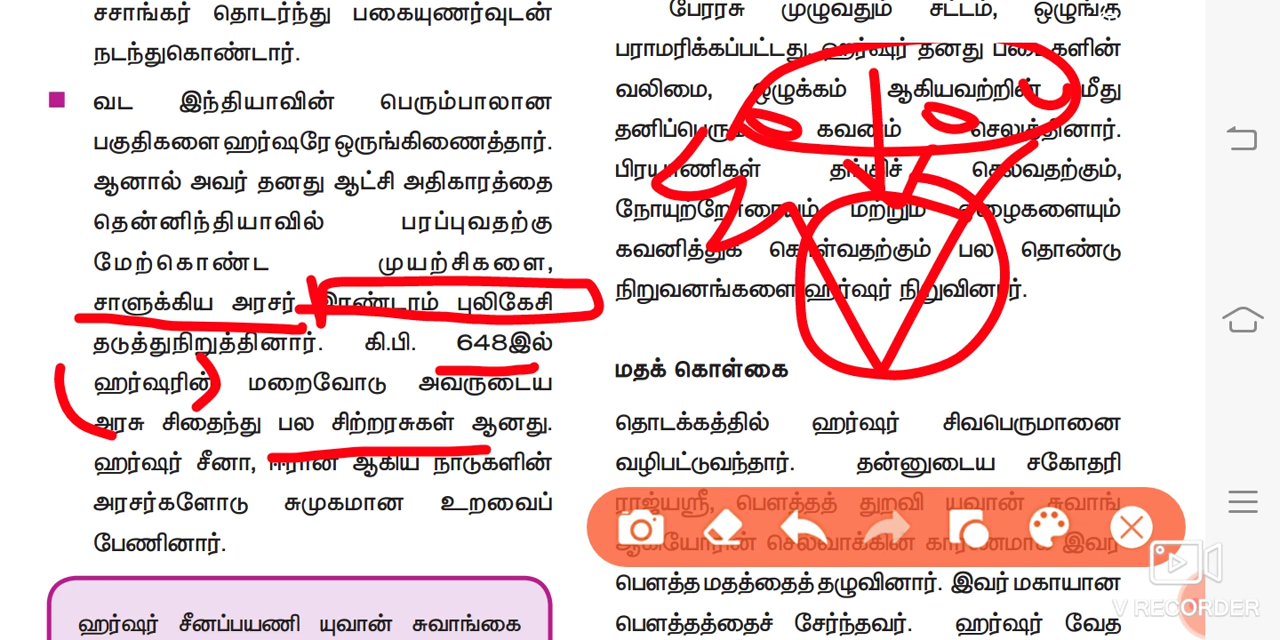 சசாங்கர் தொடர்ந்து பகையுணர்வுடன்
நடந்துகொண்டார்.
வட இந்தியாவின் பெரும்பாலான
பகுதிகளை ஹர்ஷரே ஒருங்கிணைத்தார்.
ஆனால் அவர் தனது ஆட்சி அதிகாரத்தை
தென்னிந்தியாவில் பரப்புவதற்கு
மேற்கொண்ட முயற்சிகளை,
சாளுக்கிய அரசர் இரண்டாம் புலிகேசி
தடுத்துநிறுத்தினார். கி.பி. 648இல்
ஹர்ஷரின் மறைவோடு அவருடைய
அரசு சிதைந்து பல சிற்றரசுகள் ஆனது.
ஹர்ஷர் சீனா, ஈரான் ஆகிய நாடுகளின்
அரசர்களோடு சுமுகமான உறவைப்
பேணினார்.
ஹர்ஷர் சீனப்பயணி யுவான் சுவாங்கை
பேரரசு முழுவதும் சட்டம், ஒழுங்கு
பராமரிக்கப்பட்டது. ஹர்ஷர் தனது படைகளின்
வலிமை, ஒழுக்கம் ஆகியவற்றின் மீது
தனிப்பெரும் கவனம் செலுத்தினார்.
பிரயாணிகள் தங்கிச் செல்வதற்கும்,
நோயுற்றோரையும் மற்றும் ஏழைகளையும்
கவனித்துக் கொள்வதற்கும் பல தொண்டு
நிறுவனங்களை ஹர்ஷர் நிறுவினார்.
மதக் கொள்கை
தொடக்கத்தில் ஹர்ஷர் சிவபெருமானை
வழிபட்டுவந்தார். தன்னுடைய சகோதரி
ராஜ்யஸ்ரீ, பௌத்தத் துறவி யுவான் சுவாங்
ஆகியோரின் செல்வாக்கின் காரணமாக இவர்
பௌத்த மதத்தைத் தழுவினார். இவர் மகாயான
பௌத்தத்தைச் சேர்ந்தவர். ஹர்ஷர் வேத
V RECORDER